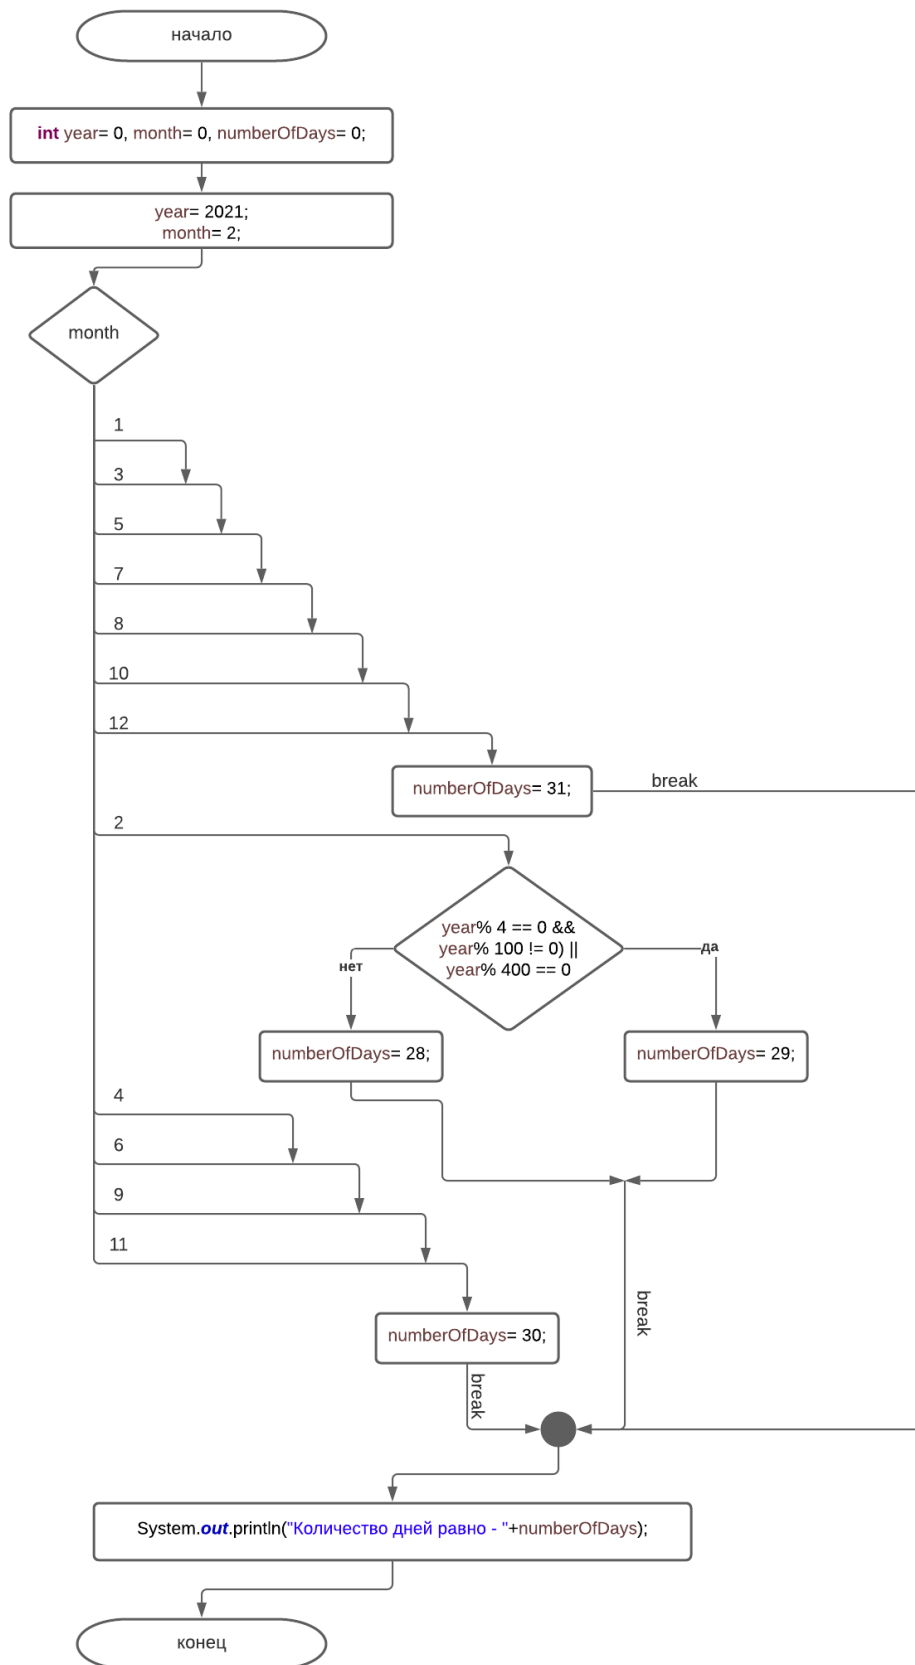 начало
int year= 0, month= 0, numberOfDays= 0;
year= 2021;
month= 2;
month
1
3
5
7
8
10
12
numberOfDays= 31;
break
2
year% 4 == 0 &&
year% 100 != 0) ||
year% 400 == 0
нет
да
numberOfDays= 28;
numberOfDays= 29;
4
6
9
11
break
numberOfDays= 30;
break
System.out.println("Количество дней равно - "+numberOfDays);
конец